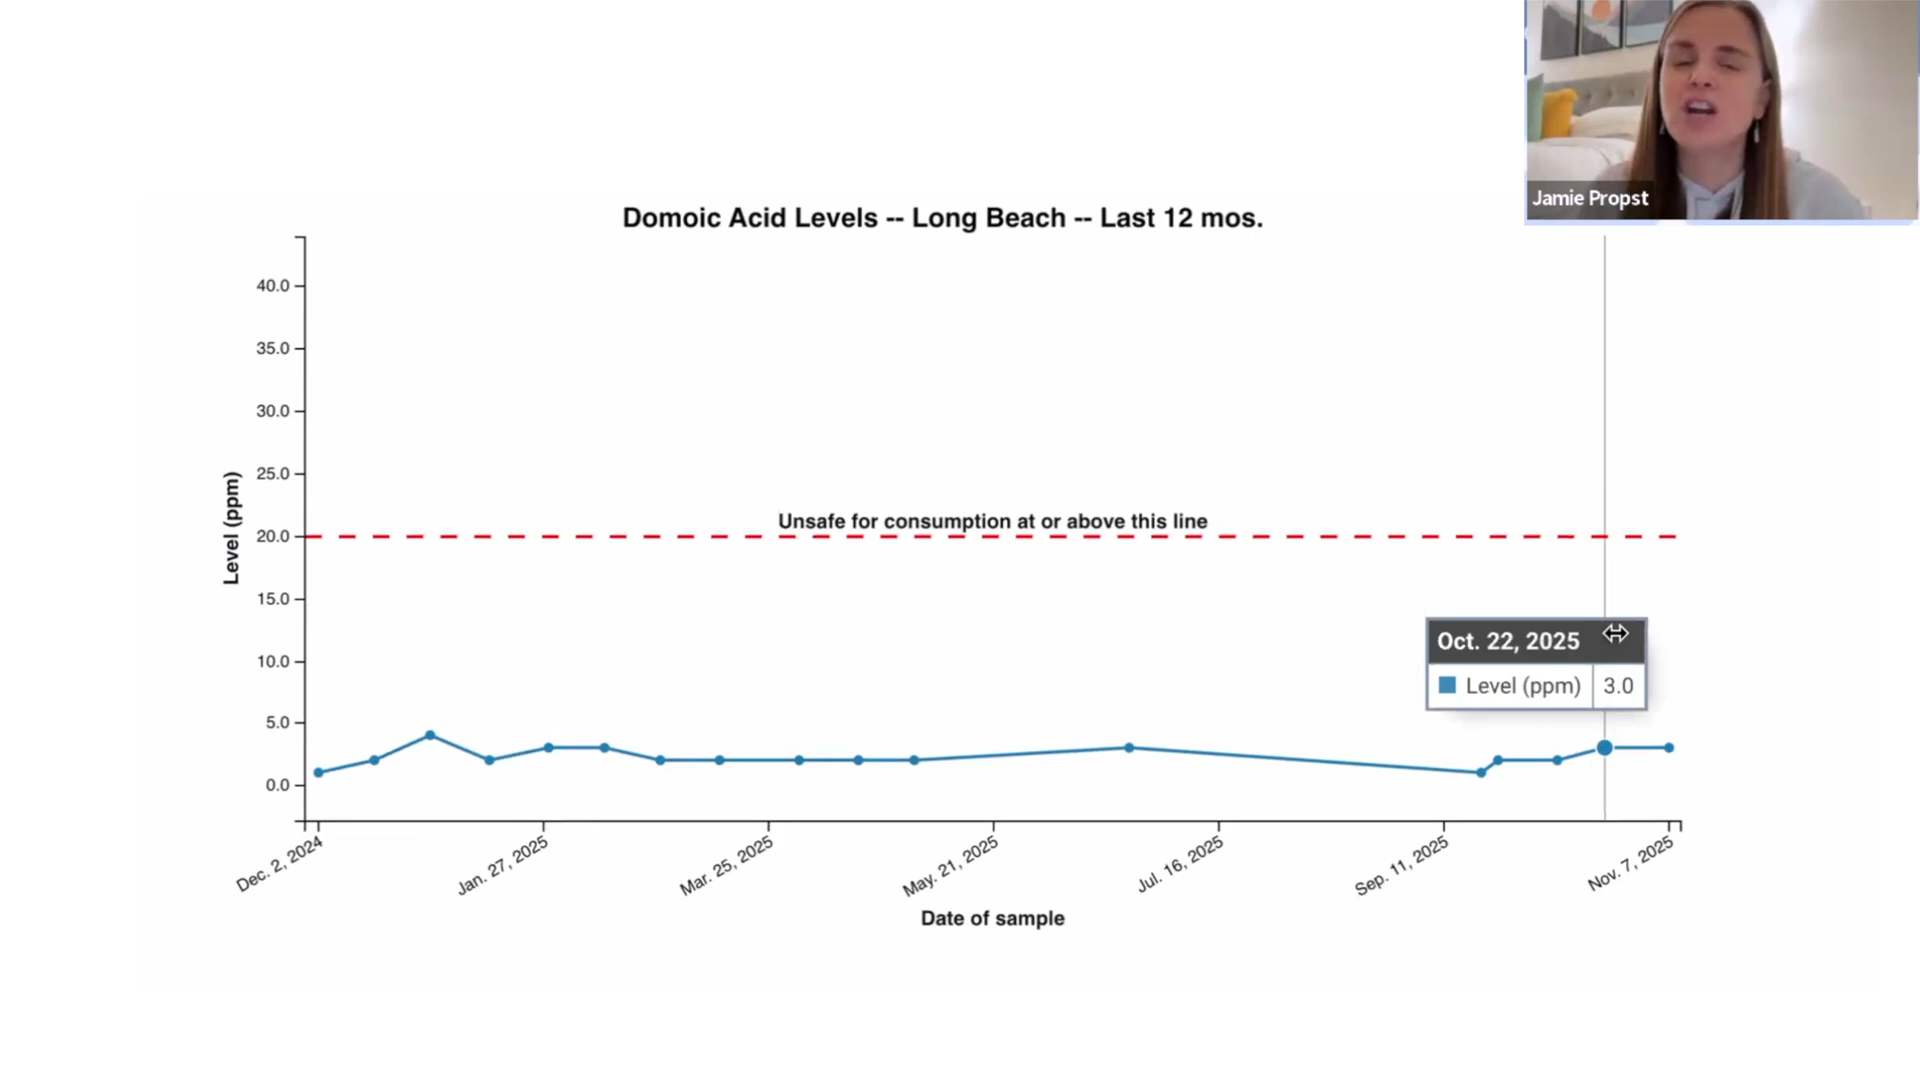 Jamie Propst
Domoic Acid Levels -- Long Beach -- Last 12 mos.
40.0
35.0
30.0
25.0
20.0
15.0
10.0
5.0
0.0
Level (ppm)
Unsafe for consumption at or above this line
Oct. 22, 2025
Level (ppm) 3.0
Dec. 2, 2024
Jan. 27, 2025
Mar. 25, 2025
May. 21, 2025
Jul. 16, 2025
Sep. 11, 2025
Nov. 7, 2025
Date of sample